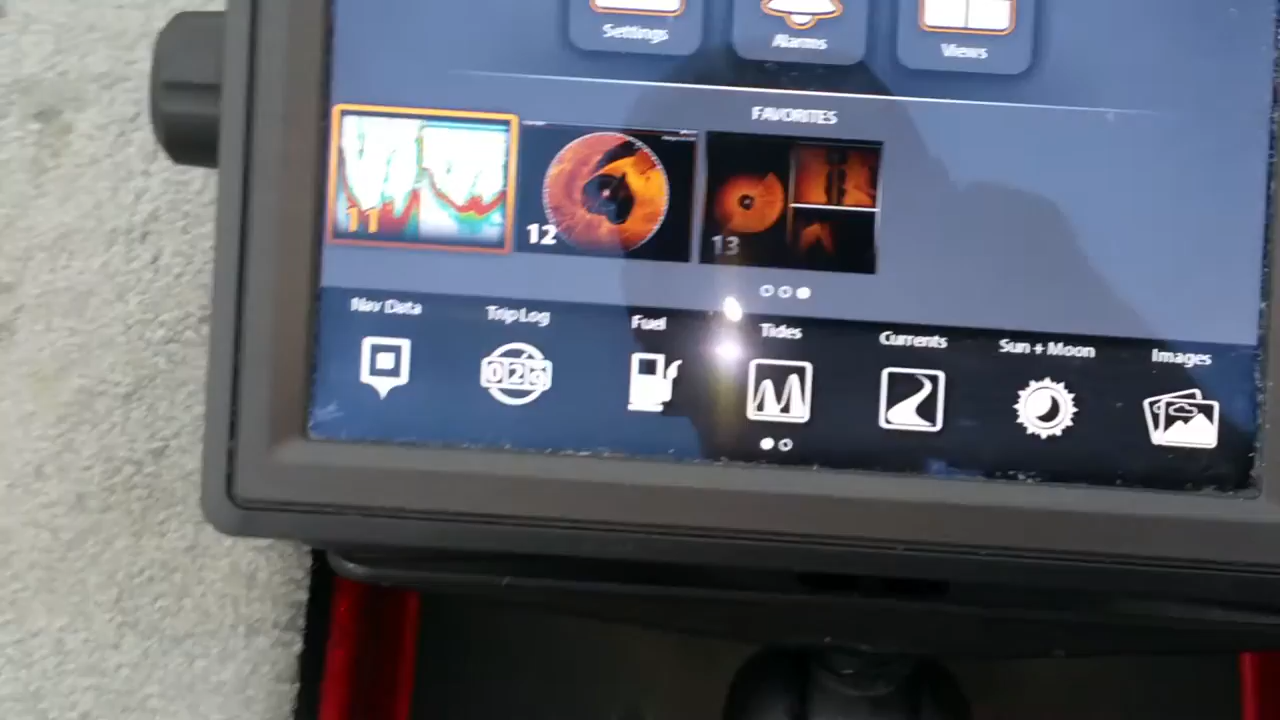 Settings
Alarms
Views
FAVORITES
11
12
13
Nav Data
Trip Log
Fuel
Tides
Currents
Sun + Moon
Images